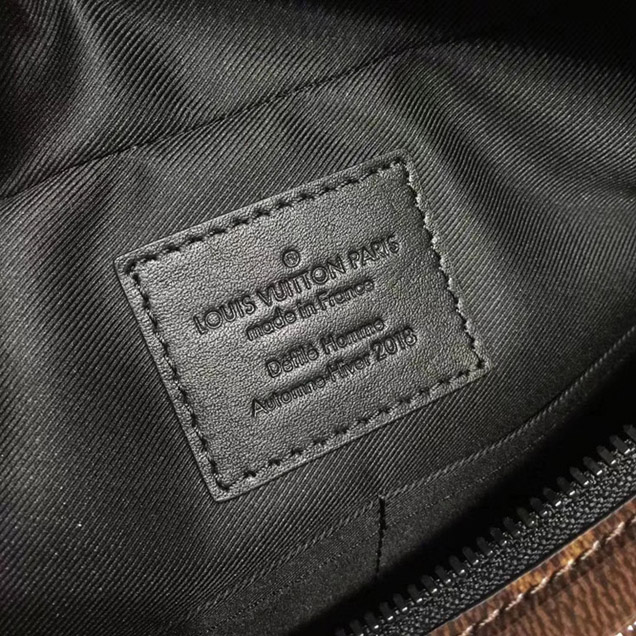 ®
LOUIS VUITTON PARIS
made in France
Défilé Homme
Automne-Hiver 2018